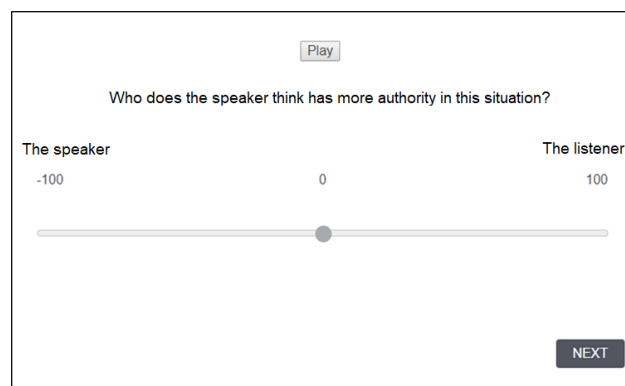 Play
Who does the speaker think has more authority in this situation?
The speaker The listener
-100 0 100
NEXT